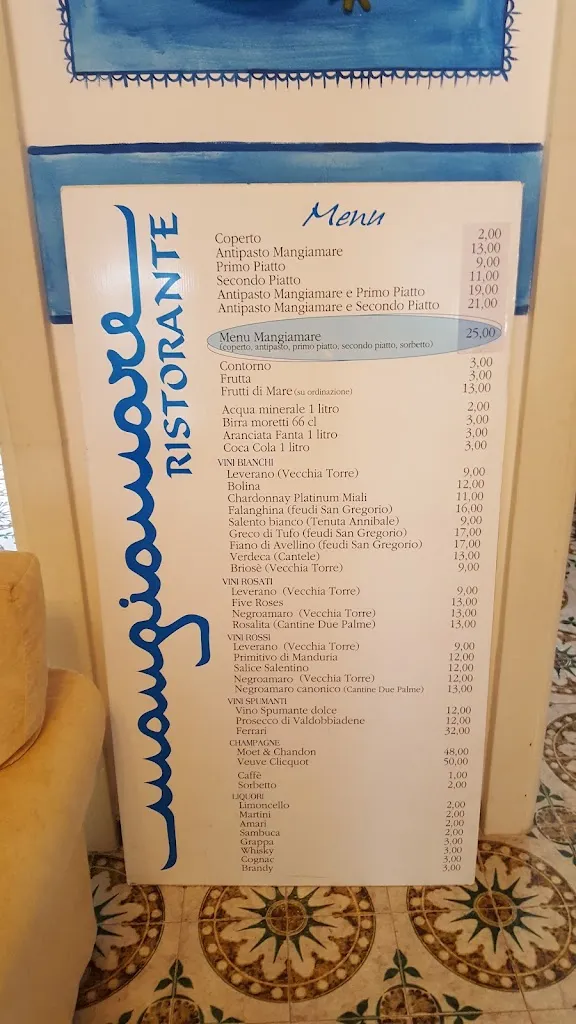 mangiamare
RISTORANTE
Menu
Coperto 2,00
Antipasto Mangiamare 13,00
Primo Piatto 9,00
Secondo Piatto 11,00
Antipasto Mangiamare e Primo Piatto 19,00
Antipasto Mangiamare e Secondo Piatto 21,00
Menu Mangiamare 25,00
(coperto, antipasto, primo piatto, secondo piatto, sorbetto)
Contorno 3,00
Frutta 3,00
Frutti di Mare (su ordinazione) 13,00
Acqua minerale 1 litro 2,00
Birra moretti 66 cl 3,00
Aranciata Fanta 1 litro 3,00
Coca Cola 1 litro 3,00
VINI BIANCHI
Leverano (Vecchia Torre) 9,00
Bolina 12,00
Chardonnay Platinum Miali 11,00
Falanghina (feudi San Gregorio) 16,00
Salento bianco (Tenuta Annibale) 9,00
Greco di Tufo (feudi San Gregorio) 17,00
Fiano di Avellino (feudi San Gregorio) 17,00
Verdeca (Cantele) 13,00
Briosè (Vecchia Torre) 9,00
VINI ROSATI
Leverano (Vecchia Torre) 9,00
Five Roses 13,00
Negroamaro (Vecchia Torre) 13,00
Rosalita (Cantine Due Palme) 13,00
VINI ROSSI
Leverano (Vecchia Torre) 9,00
Primitivo di Manduria 12,00
Salice Salentino 12,00
Negroamaro (Vecchia Torre) 12,00
Negroamaro canonico (Cantine Due Palme) 13,00
VINI SPUMANTI
Vino Spumante dolce 12,00
Prosecco di Valdobbiadene 12,00
Ferrari 32,00
CHAMPAGNE
Moet & Chandon 48,00
Veuve Clicquot 50,00
Caffè 1,00
Sorbetto 2,00
LIQUORI
Limoncello 2,00
Martini 2,00
Amari 2,00
Sambuca 2,00
Grappa 3,00
Whisky 3,00
Cognac 3,00
Brandy 3,00